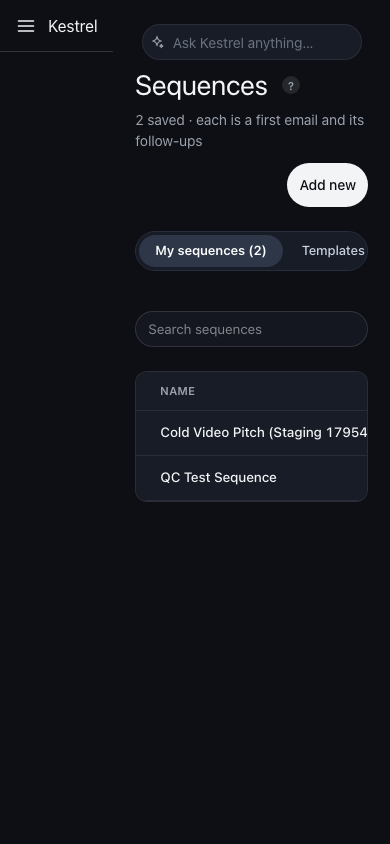 Kestrel
Ask Kestrel anything...
Sequences ?
2 saved · each is a first email and its
follow-ups
Add new
My sequences (2) Templates
Search sequences
NAME
Cold Video Pitch (Staging 17954
QC Test Sequence